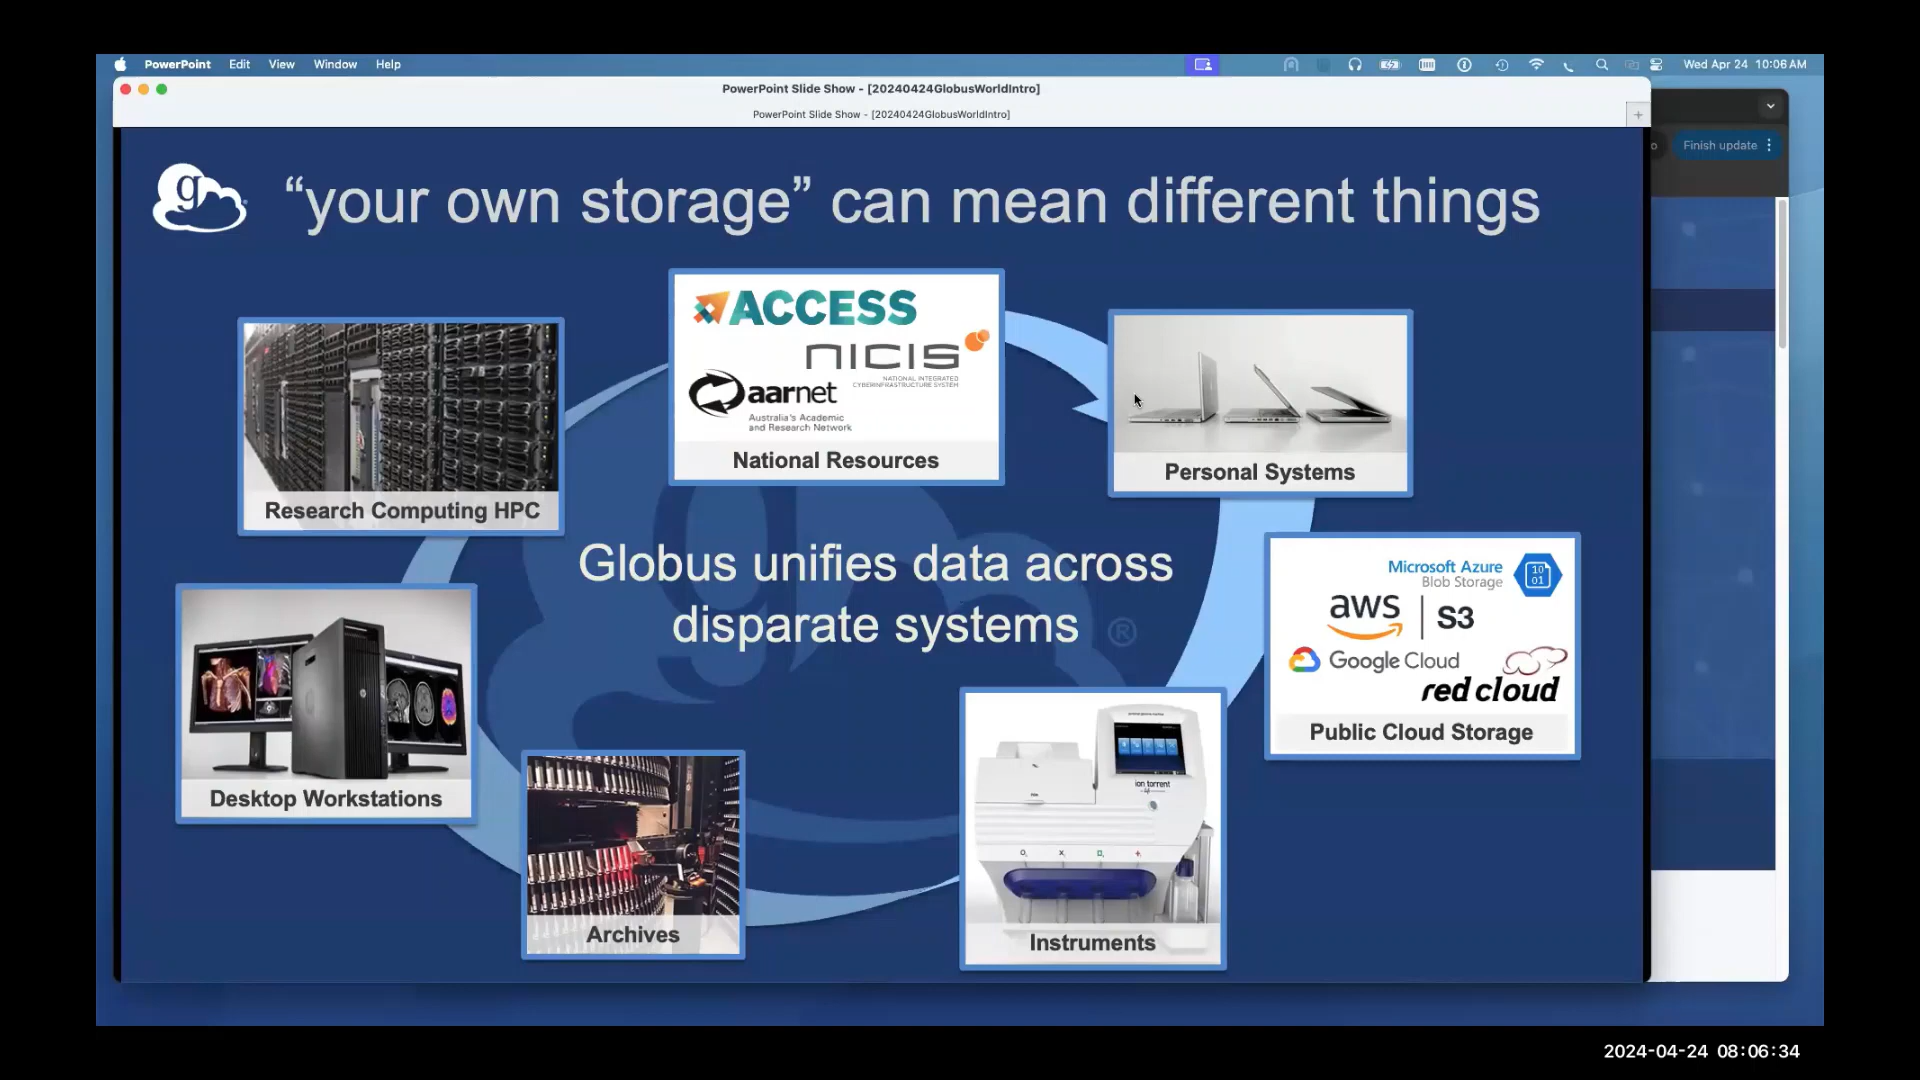 PowerPoint Edit View Window Help
Wed Apr 24 10:06 AM
PowerPoint Slide Show - [20240424GlobusWorldIntro]
PowerPoint Slide Show - [20240424GlobusWorldIntro]
Finish update
“your own storage” can mean different things
ACCESS
NICIS
NATIONAL INTEGRATED
CYBERINFRASTRUCTURE SYSTEM
aarnet
Australia's Academic
and Research Network
National Resources
Personal Systems
Research Computing HPC
Globus unifies data across
disparate systems
®
Microsoft Azure
Blob Storage
10
01
aws | S3
Google Cloud
red cloud
Public Cloud Storage
Desktop Workstations
ion torrent
Archives
Instruments
2024-04-24 08:06:34